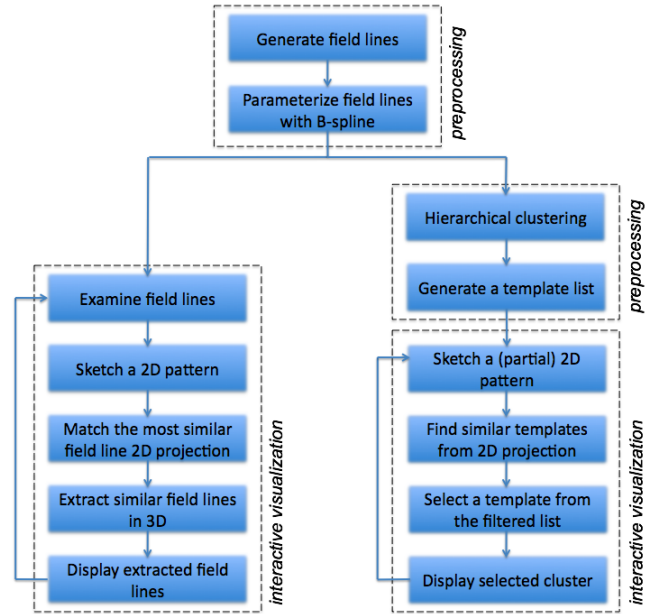 Generate field lines
Parameterize field lines
with B-spline
preprocessing
Hierarchical clustering
Generate a template list
preprocessing
Examine field lines
Sketch a 2D pattern
Match the most similar
field line 2D projection
Extract similar field lines
in 3D
Display extracted field
lines
interactive visualization
Sketch a (partial) 2D
pattern
Find similar templates
from 2D projection
Select a template from
the filtered list
Display selected cluster
interactive visualization